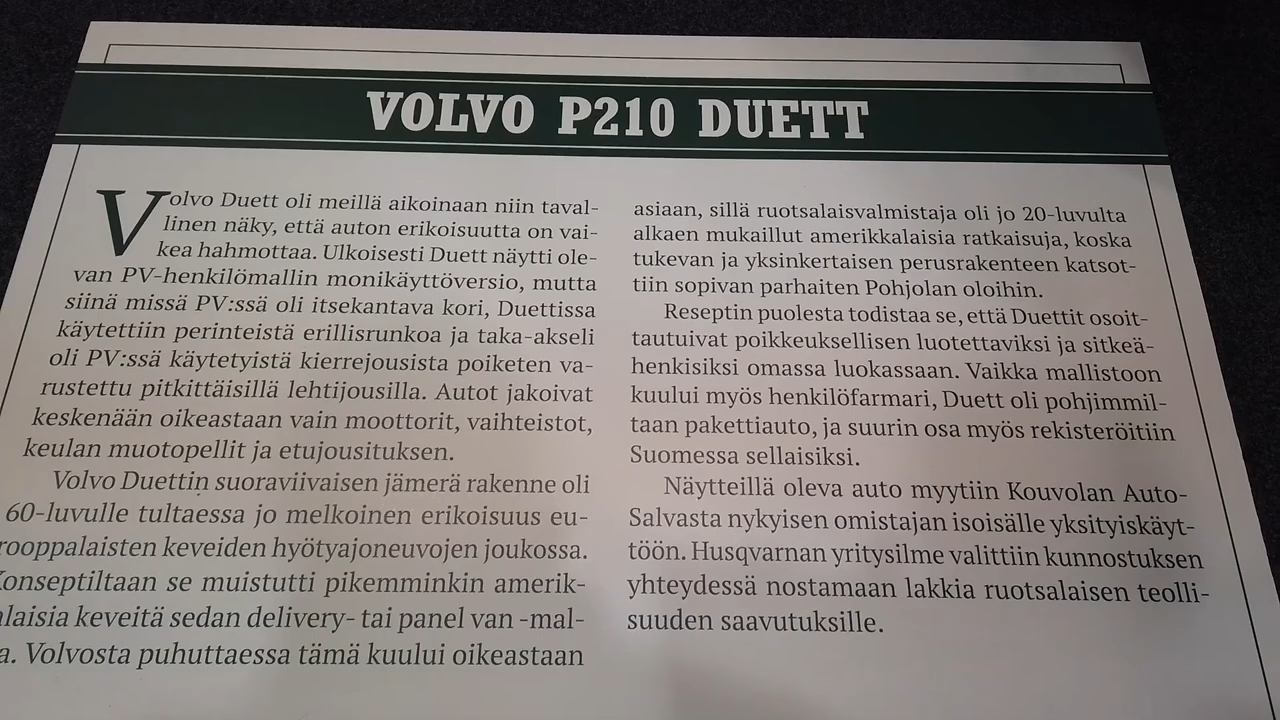 VOLVO P210 DUETT
Volvo Duett oli meillä aikoinaan niin taval-
linen näky, että auton erikoisuutta on vai-
kea hahmottaa. Ulkoisesti Duett näytti ole-
van PV-henkilömallin monikäyttöversio, mutta
siinä missä PV:ssä oli itsekantava kori, Duettissa
käytettiin perinteistä erillisrunkoa ja taka-akseli
oli PV:ssä käytetyistä kierrejousista poiketen va-
rustettu pitkittäisillä lehtijousilla. Autot jakoivat
keskenään oikeastaan vain moottorit, vaihteistot,
keulan muotopellit ja etujousituksen.
Volvo Duettin suoraviivaisen jämerä rakenne oli
60-luvulle tultaessa jo melkoinen erikoisuus eu-
rooppalaisten keveiden hyötyajoneuvojen joukossa.
Konseptiltaan se muistutti pikemminkin amerik-
alaisia keveitä sedan delivery- tai panel van -mal-
a. Volvosta puhuttaessa tämä kuului oikeastaan
asiaan, sillä ruotsalaisvalmistaja oli jo 20-luvulta
alkaen mukaillut amerikkalaisia ratkaisuja, koska
tukevan ja yksinkertaisen perusrakenteen katsot-
tiin sopivan parhaiten Pohjolan oloihin.
Reseptin puolesta todistaa se, että Duettit osoit-
tautuivat poikkeuksellisen luotettaviksi ja sitkeä-
henkisiksi omassa luokassaan. Vaikka mallistoon
kuului myös henkilöfarmari, Duett oli pohjimmil-
taan pakettiauto, ja suurin osa myös rekisteröitiin
Suomessa sellaisiksi.
Näytteillä oleva auto myytiin Kouvolan Auto-
Salvasta nykyisen omistajan isoisälle yksityiskäyt-
töön. Husqvarnan yritysilme valittiin kunnostuksen
yhteydessä nostamaan lakkia ruotsalaisen teolli-
suuden saavutuksille.